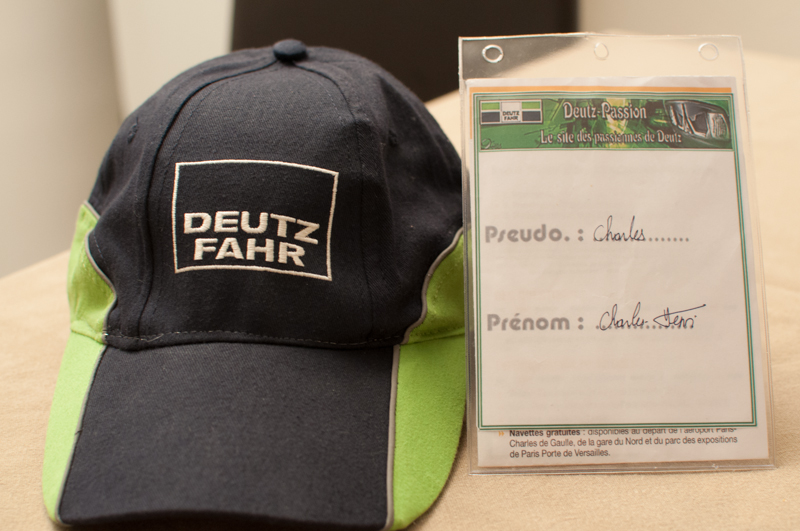 DEUTZ
FAHR
DEUTZ
FAHR
Deutz-Passion
Le site des passionnés de Deutz
Pseudo. : Charles.......
Prénom : Charles-Henri
Navettes gratuites : disponibles au départ de l'aéroport Paris-
Charles de Gaulle, de la gare du Nord et du parc des expositions
de Paris Porte de Versailles.